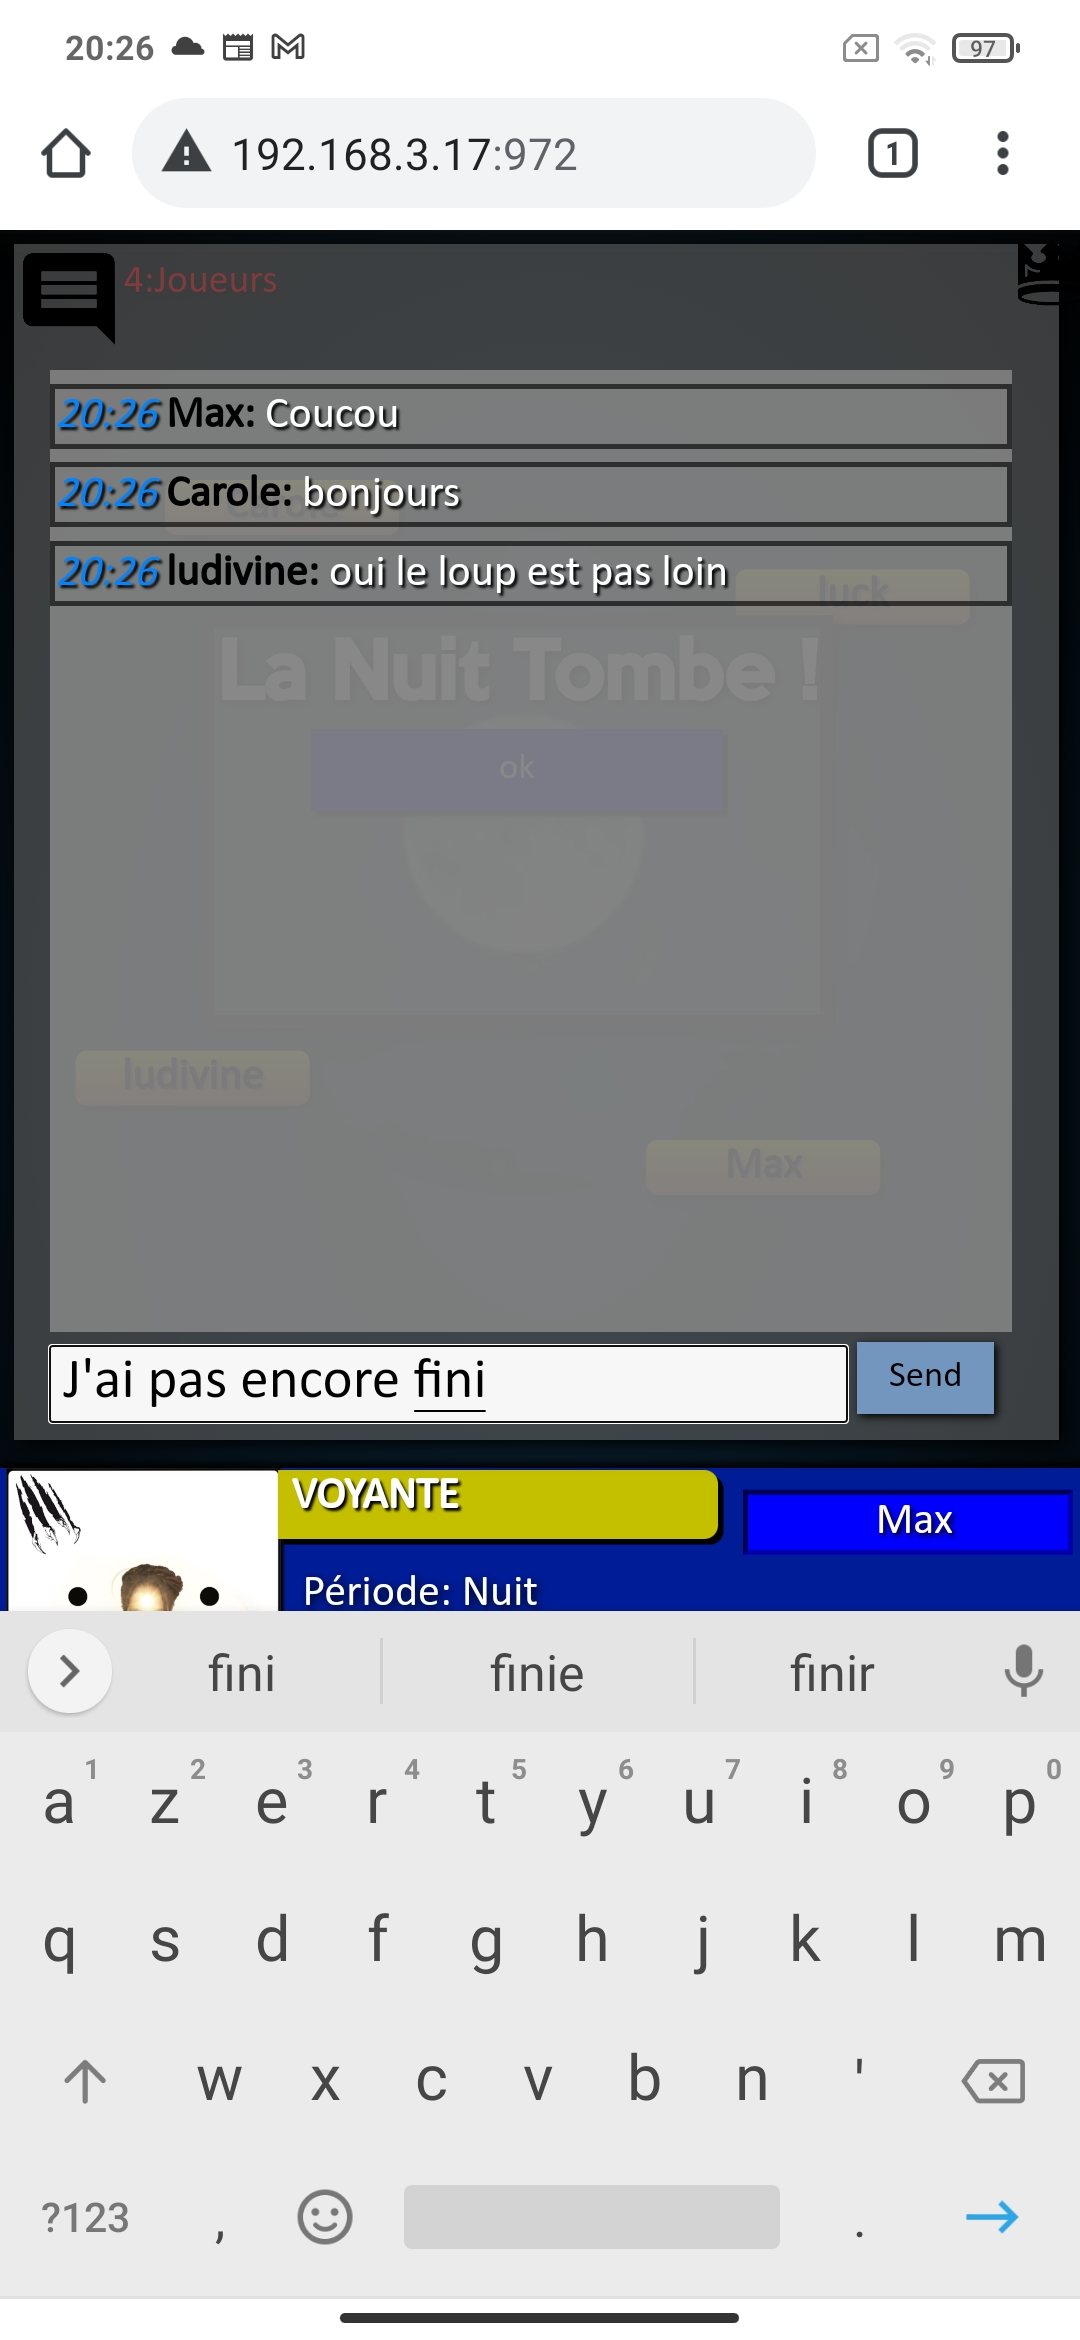 20:26
97
192.168.3.17:972
1
4:Joueurs
20:26 Max: Coucou
20:26 Carole: bonjours
Carole
20:26 ludivine: oui le loup est pas loin
luck
La Nuit Tombe !
ok
ludivine
Max
J'ai pas encore fini
Send
VOYANTE
Max
Période: Nuit
fini
finie
finir
a 1 z 2 e 3 r 4 t 5 y 6 u 7 i 8 o 9 p 0
q s d f g h j k l m
w x c v b n '
?123 , .